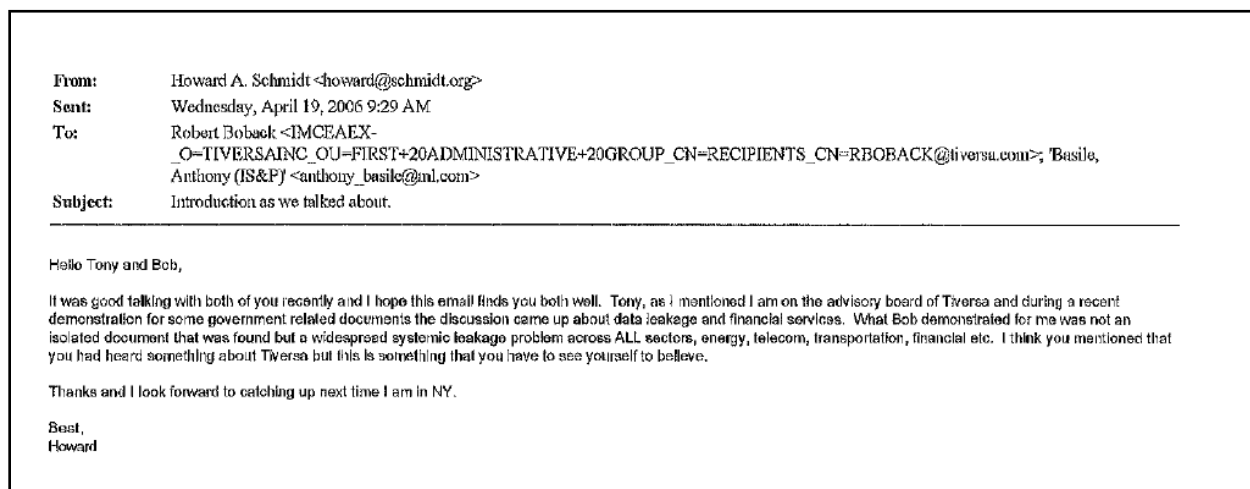 From: Howard A. Schmidt <howard@schmidt.org>
Sent: Wednesday, April 19, 2006 9:29 AM
To: Robert Boback <IMCEAEX-
_O=TIVERSAINC_OU=FIRST+20ADMINISTRATIVE+20GROUP_CN=RECIPIENTS_CN=RBOBACK@tiversa.com>; 'Basile,
Anthony (IS&P)' <anthony_basile@ml.com>
Subject: Introduction as we talked about.
Hello Tony and Bob,
It was good talking with both of you recently and I hope this email finds you both well. Tony, as I mentioned I am on the advisory board of Tiversa and during a recent
demonstration for some government related documents the discussion came up about data leakage and financial services. What Bob demonstrated for me was not an
isolated document that was found but a widespread systemic leakage problem across ALL sectors, energy, telecom, transportation, financial etc. I think you mentioned that
you had heard something about Tiversa but this is something that you have to see yourself to believe.
Thanks and I look forward to catching up next time I am in NY.
Best,
Howard